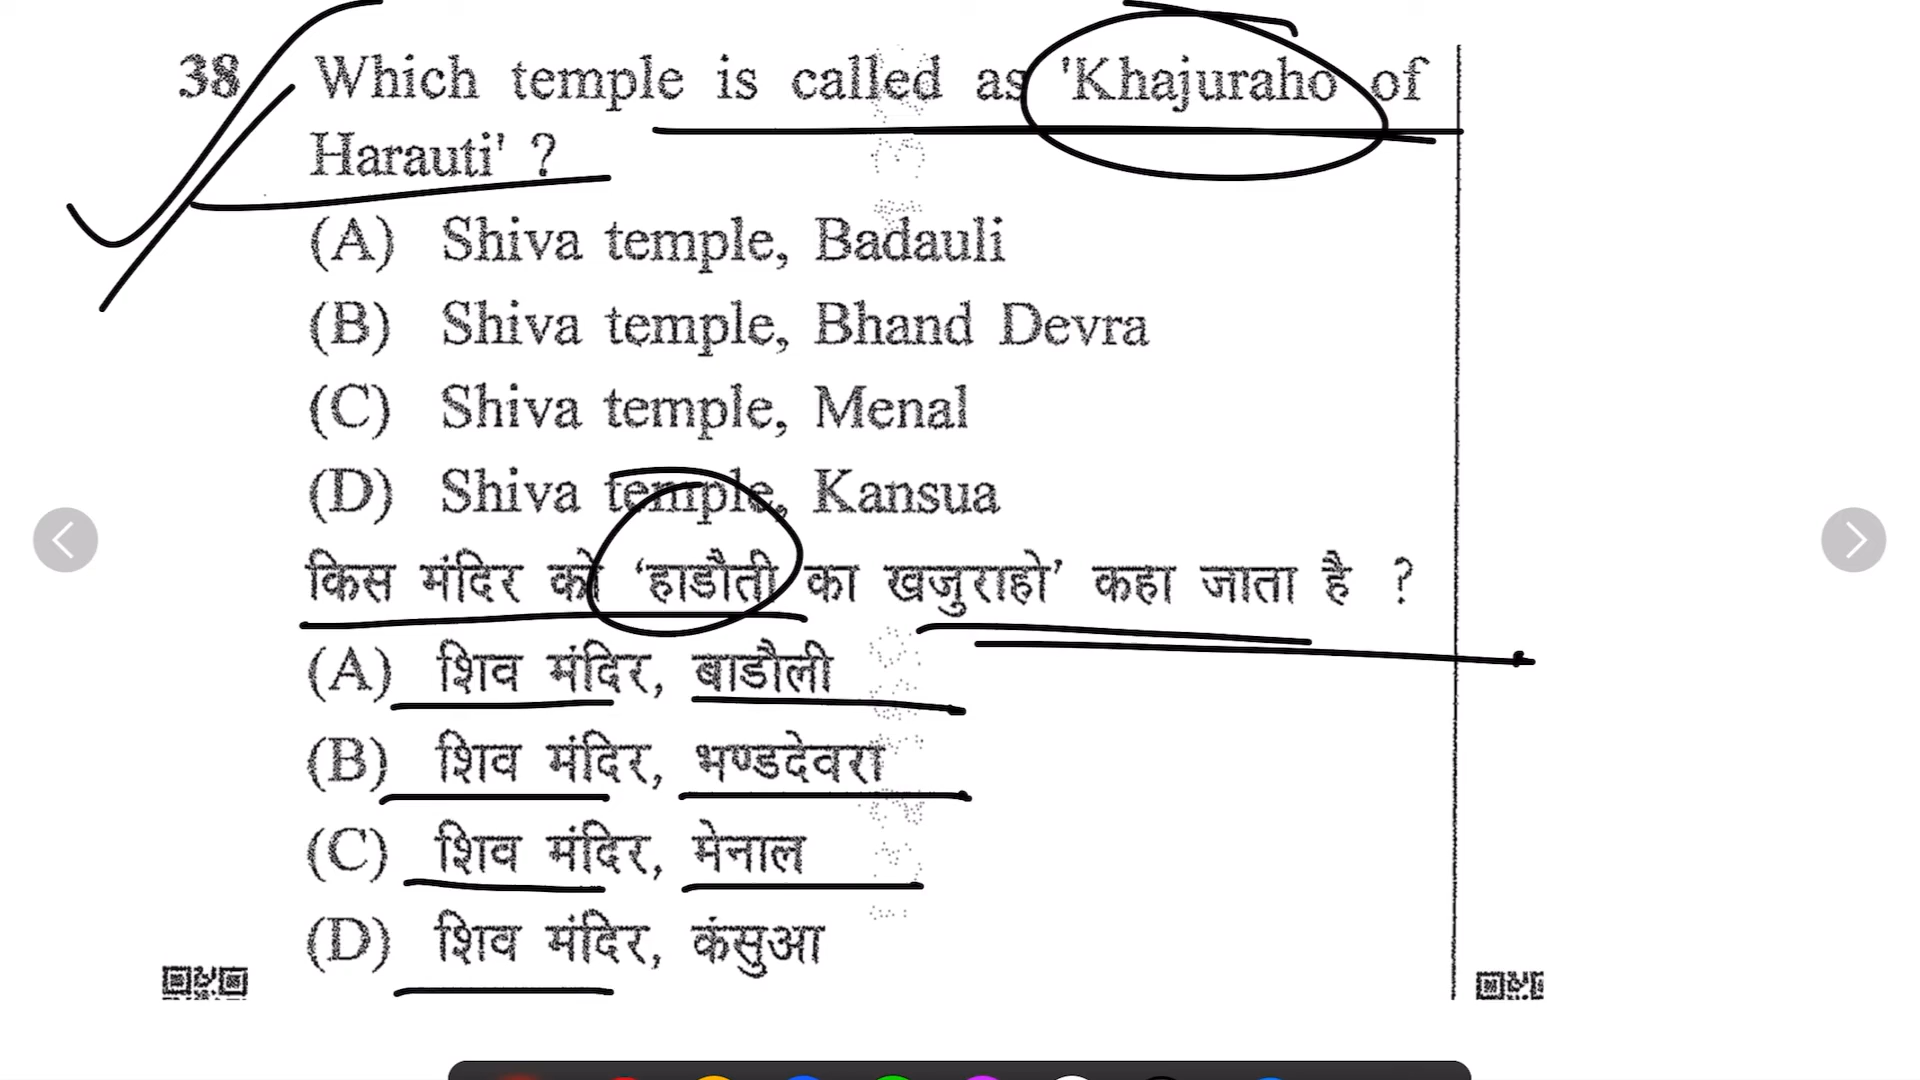 38 Which temple is called as 'Khajuraho of
Harauti' ?
(A) Shiva temple, Badauli
(B) Shiva temple, Bhand Devra
(C) Shiva temple, Menal
(D) Shiva temple, Kansua
किस मंदिर को ‘हाडौती का खजुराहो’ कहा जाता है ?
(A) शिव मंदिर, बाडौली
(B) शिव मंदिर, भण्डदेवरा
(C) शिव मंदिर, मेनाल
(D) शिव मंदिर, कंसुआ